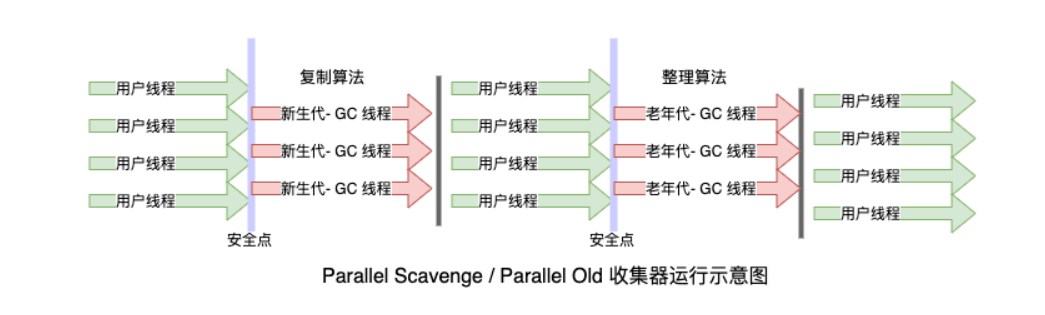 复制算法
整理算法
用户线程
用户线程
用户线程
用户线程
新生代- GC 线程
新生代- GC 线程
新生代- GC 线程
用户线程
用户线程
用户线程
用户线程
老年代- GC 线程
老年代- GC 线程
老年代- GC 线程
用户线程
用户线程
用户线程
用户线程
安全点
安全点
Parallel Scavenge / Parallel Old 收集器运行示意图